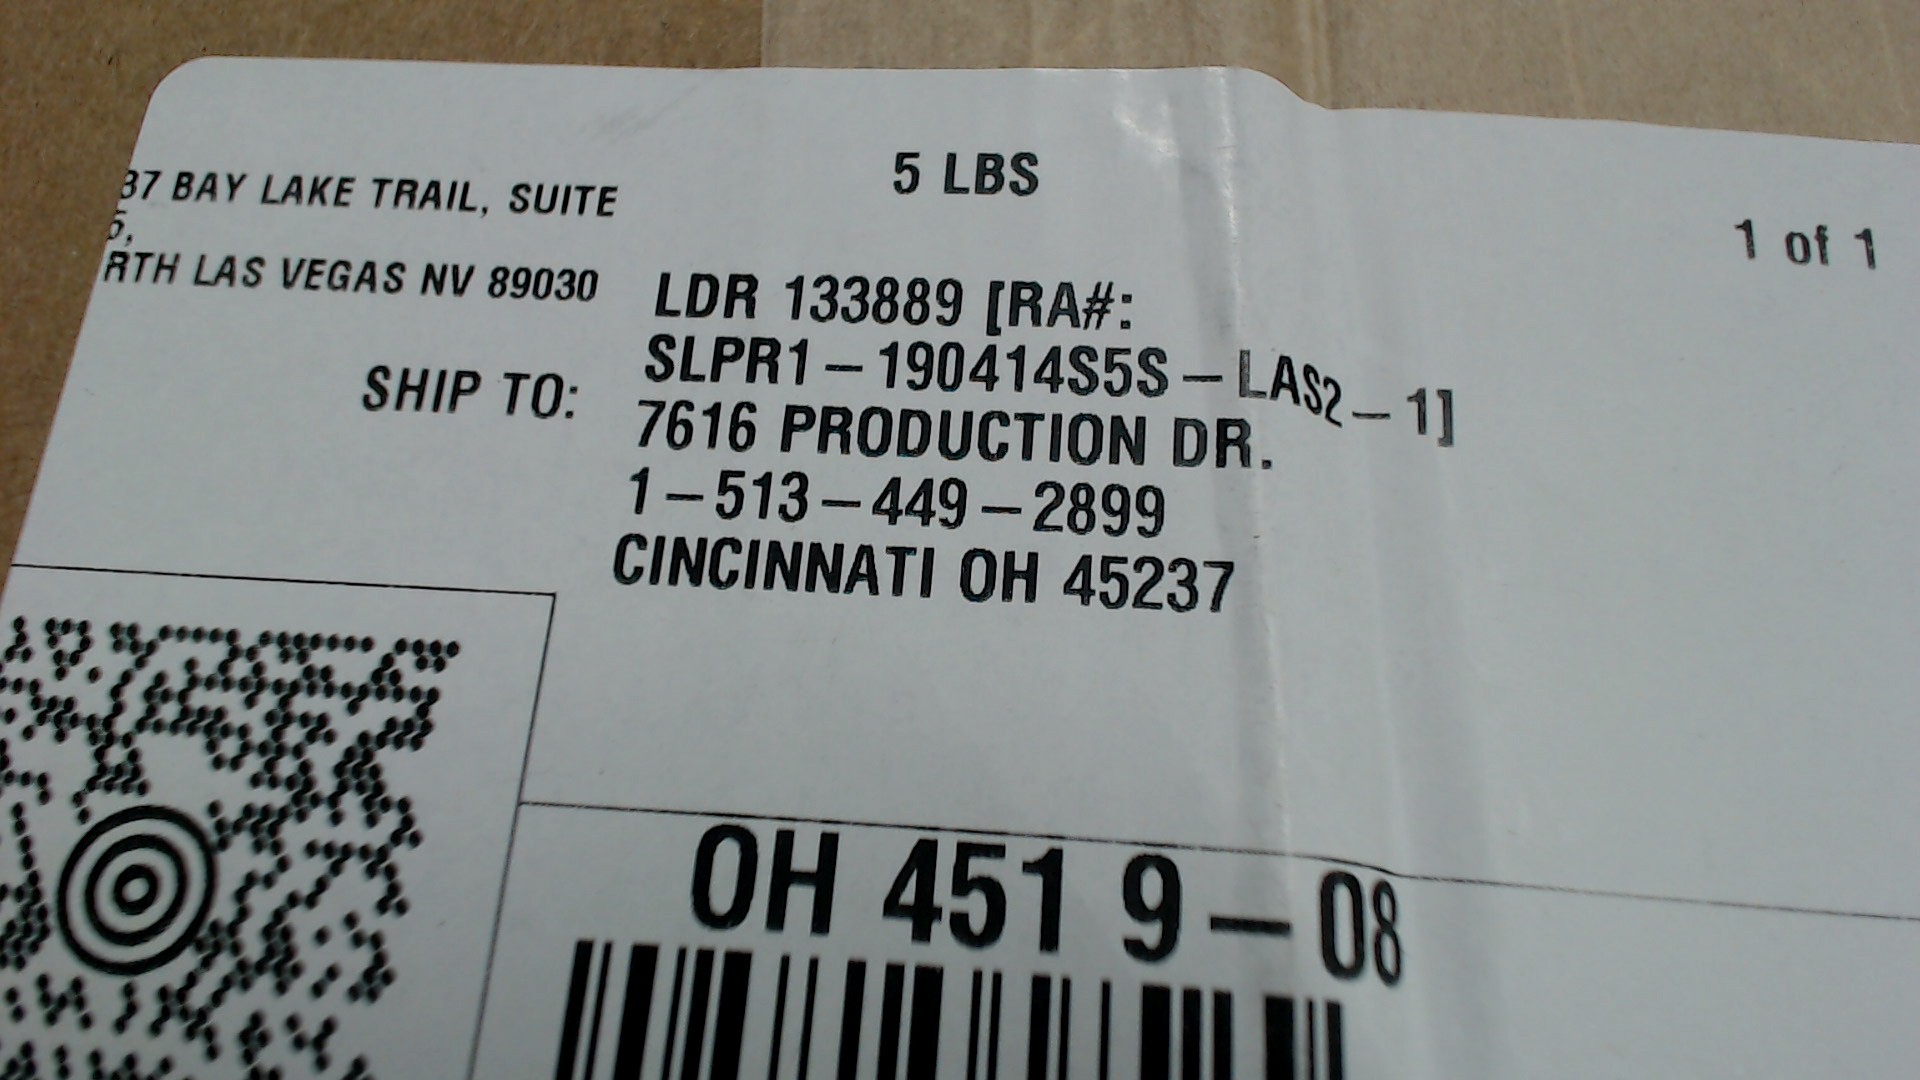 37 BAY LAKE TRAIL, SUITE
5,
RTH LAS VEGAS NV 89030
5 LBS
1 of 1
SHIP TO:
LDR 133889 [RA#:
SLPR1-190414S5S-LAS2-1]
7616 PRODUCTION DR.
1-513-449-2899
CINCINNATI OH 45237
OH 451 9-08